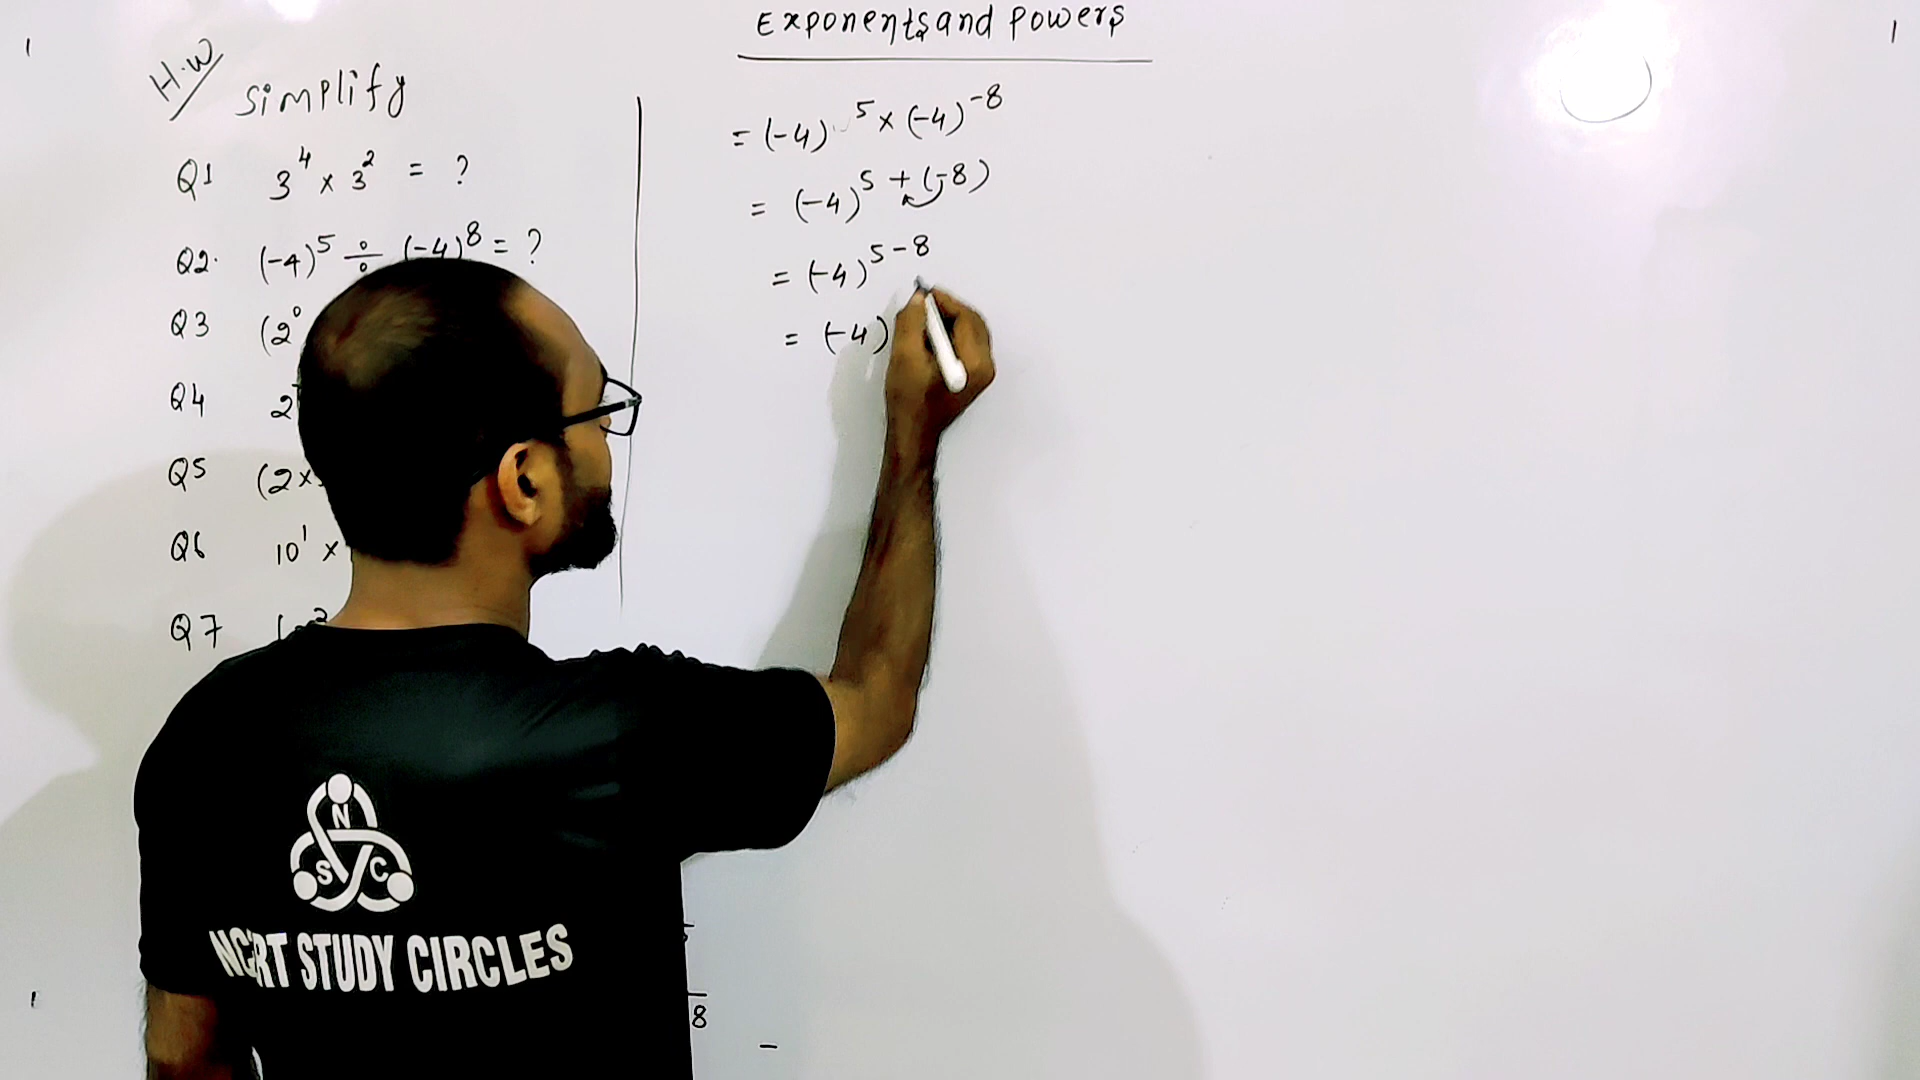 Exponents and Powers
H.W
Simplify
Q1 3⁴ × 3² = ?
Q2. (-4)⁵ ÷ (-4)⁸ = ?
Q3 (2⁰
Q4 2
Q5 (2×
Q6 10¹ ×
Q7
= (-4)⁵ × (-4)⁻⁸
= (-4)⁵ + (-8)
= (-4)⁵⁻⁸
= (-4)
8
N
S C
NCERT STUDY CIRCLES